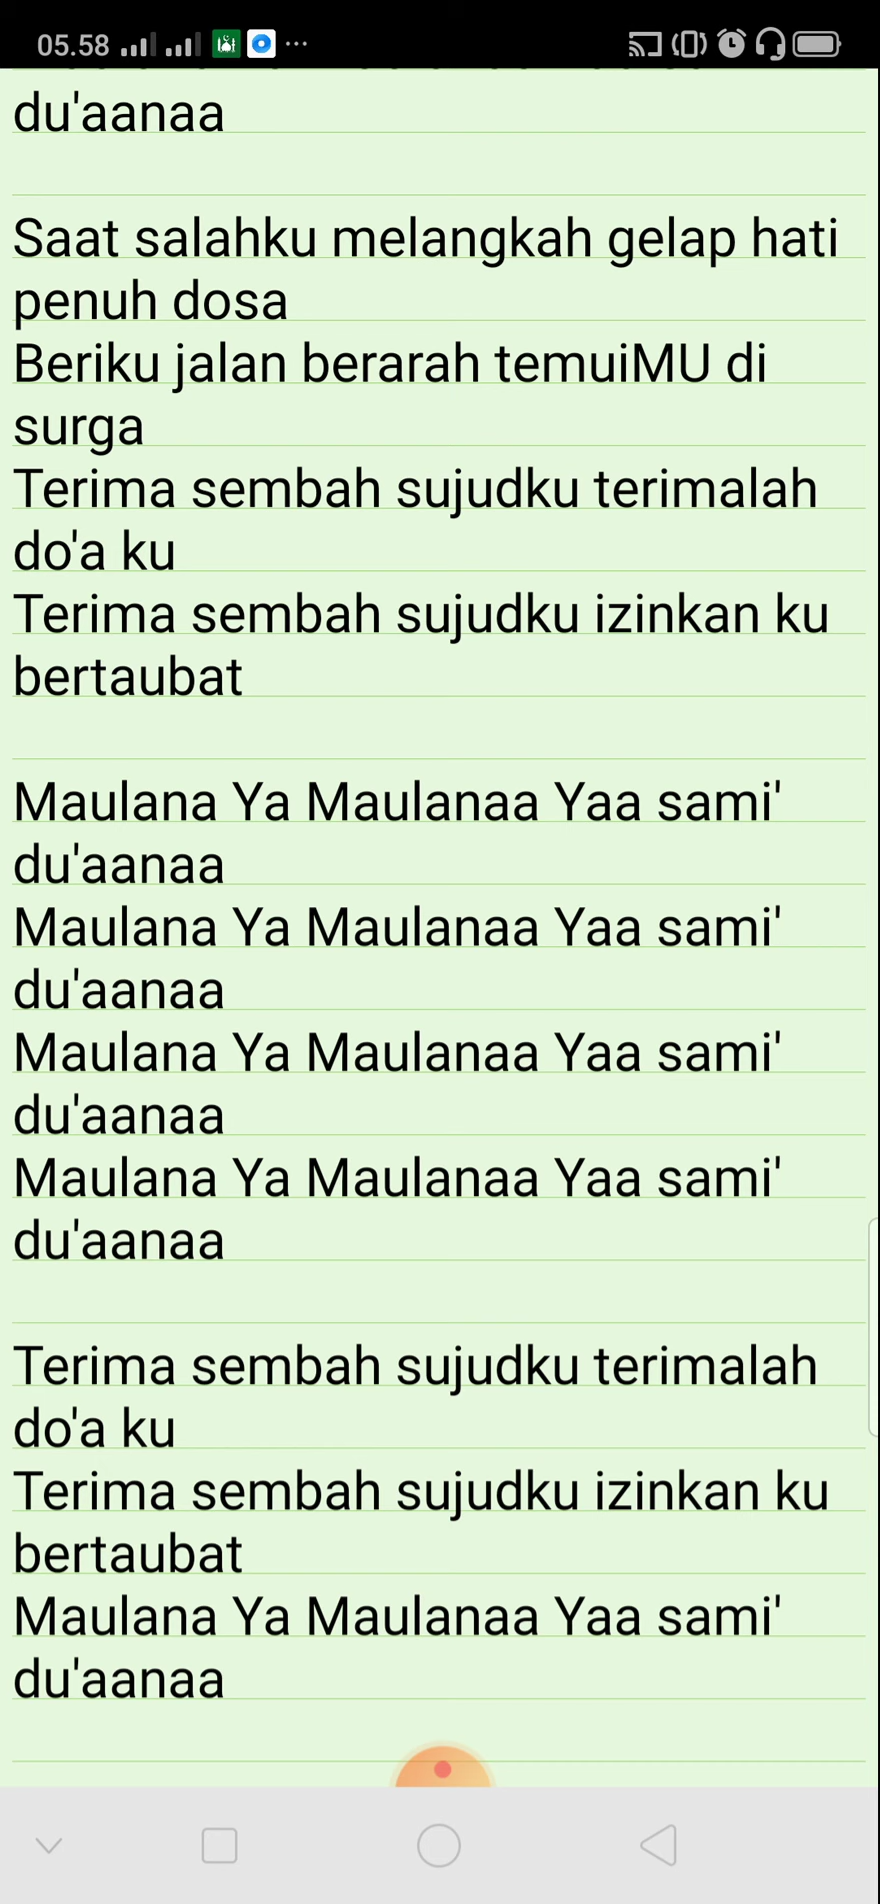 05.58
du'aanaa
Saat salahku melangkah gelap hati
penuh dosa
Beriku jalan berarah temuiMU di
surga
Terima sembah sujudku terimalah
do'a ku
Terima sembah sujudku izinkan ku
bertaubat
Maulana Ya Maulanaa Yaa sami'
du'aanaa
Maulana Ya Maulanaa Yaa sami'
du'aanaa
Maulana Ya Maulanaa Yaa sami'
du'aanaa
Maulana Ya Maulanaa Yaa sami'
du'aanaa
Terima sembah sujudku terimalah
do'a ku
Terima sembah sujudku izinkan ku
bertaubat
Maulana Ya Maulanaa Yaa sami'
du'aanaa